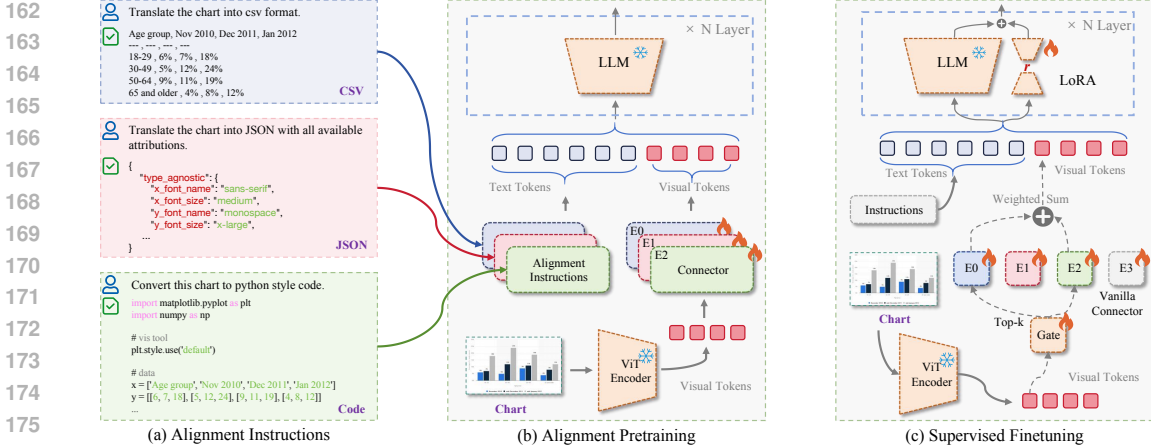 162
163
164
165
166
167
168
169
170
171
172
173
174
175
Translate the chart into csv format.
Age group, Nov 2010, Dec 2011, Jan 2012
--- , --- , --- , ---
18-29 , 6% , 7% , 18%
30-49 , 5% , 12% , 24%
50-64 , 9% , 11% , 19%
65 and older , 4% , 8% , 12%
CSV
Translate the chart into JSON with all available
attributions.
{
"type_agnostic": {
"x_font_name": "sans-serif",
"x_font_size": "medium",
"y_font_name": "monospace",
"y_font_size": "x-large",
...
}
JSON
Convert this chart to python style code.
import matplotlib.pyplot as plt
import numpy as np
# vis tool
plt.style.use('default')
# data
x = ['Age group', 'Nov 2010', 'Dec 2011', 'Jan 2012']
y = [[6, 7, 18], [5, 12, 24], [9, 11, 19], [4, 8, 12]]
...
Code
(a) Alignment Instructions
× N Layer
LLM
Text Tokens
Visual Tokens
E0
E1
E2
Alignment
Instructions
Connector
Chart
ViT
Encoder
Visual Tokens
(b) Alignment Pretraining
× N Layer
LLM
r
LoRA
Text Tokens
Visual Tokens
Instructions
Weighted Sum
E0
E1
E2
E3
Vanilla
Connector
Chart
Top-k
Gate
ViT
Encoder
Visual Tokens
(c) Supervised Finetuning